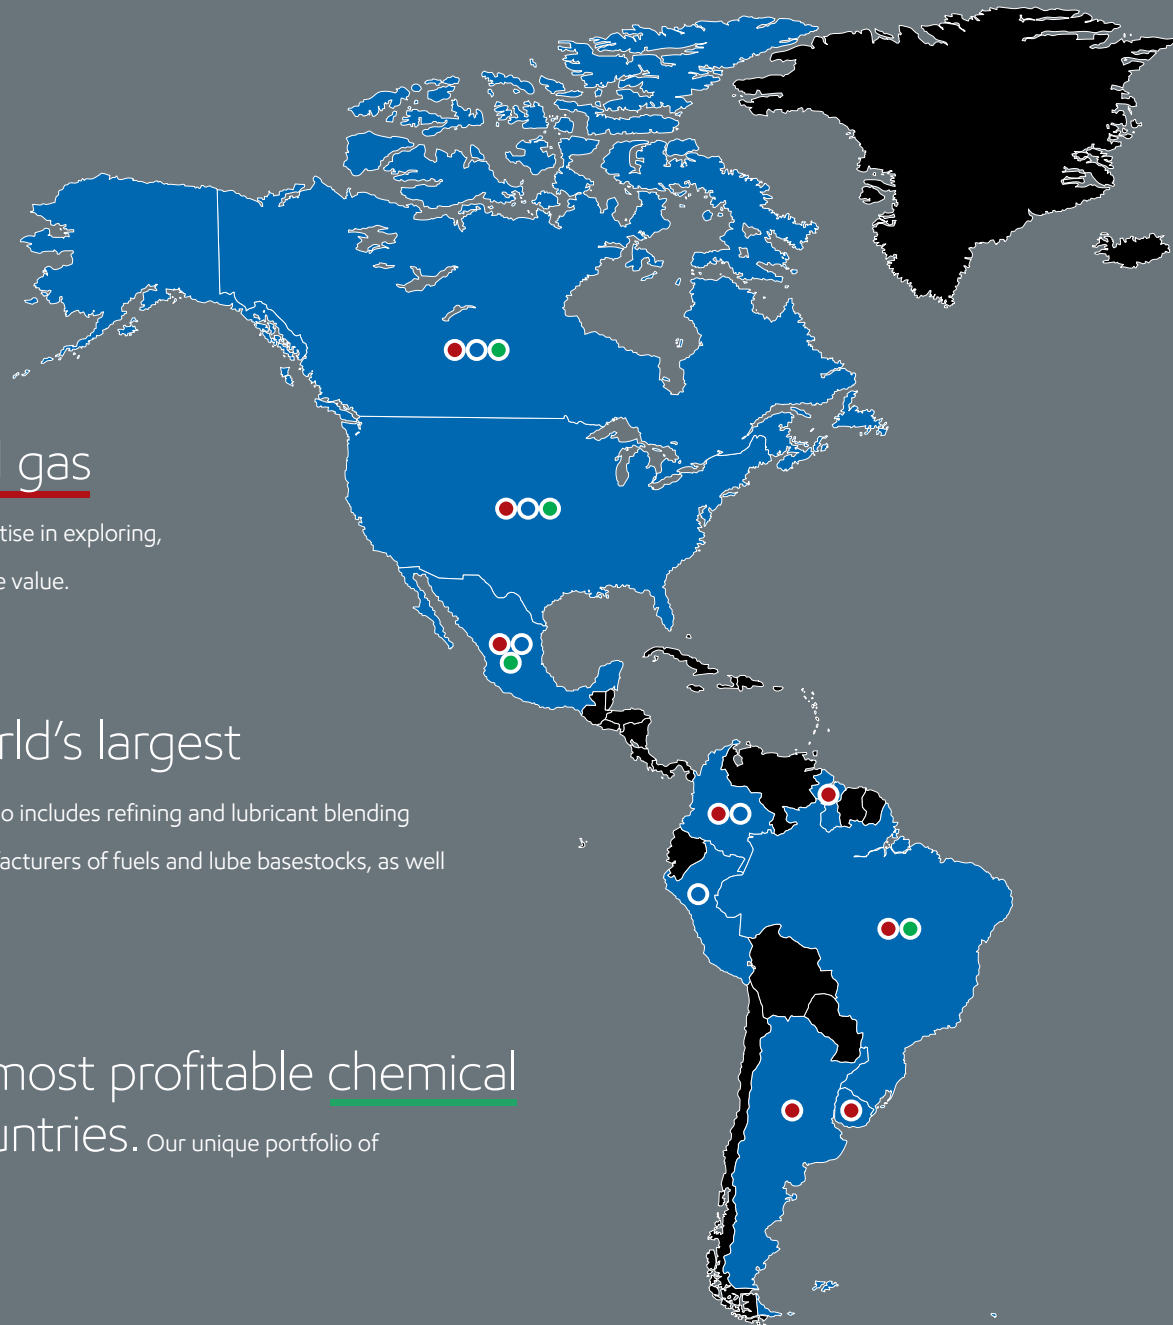 gas
tise in exploring,
e value.
rld's largest
o includes refining and lubricant blending
facturers of fuels and lube basestocks, as well
most profitable chemical
untries. Our unique portfolio of